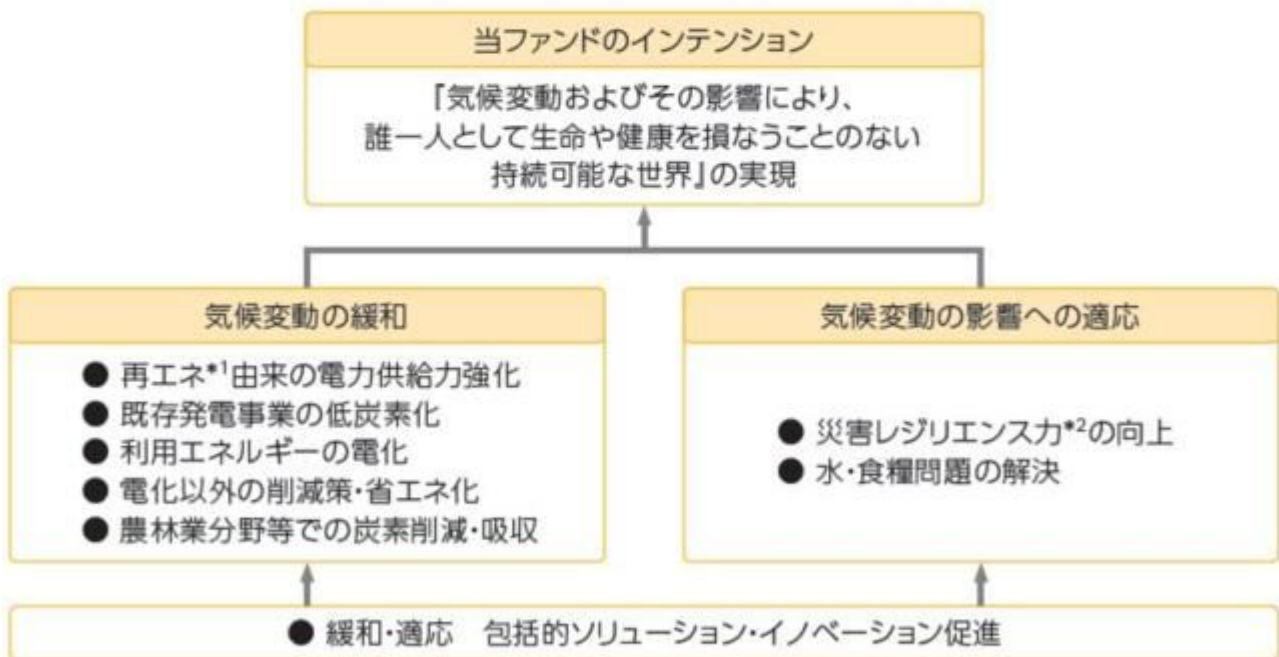 当ファンドのインテンション
『気候変動およびその影響により、
誰一人として生命や健康を損なうことのない
持続可能な世界』の実現
気候変動の緩和
● 再エネ*1由来の電力供給力強化
● 既存発電事業の低炭素化
● 利用エネルギーの電化
● 電化以外の削減策・省エネ化
● 農林業分野等での炭素削減・吸収
気候変動の影響への適応
● 災害レジリエンス力*2の向上
● 水・食糧問題の解決
● 緩和・適応　包括的ソリューション・イノベーション促進